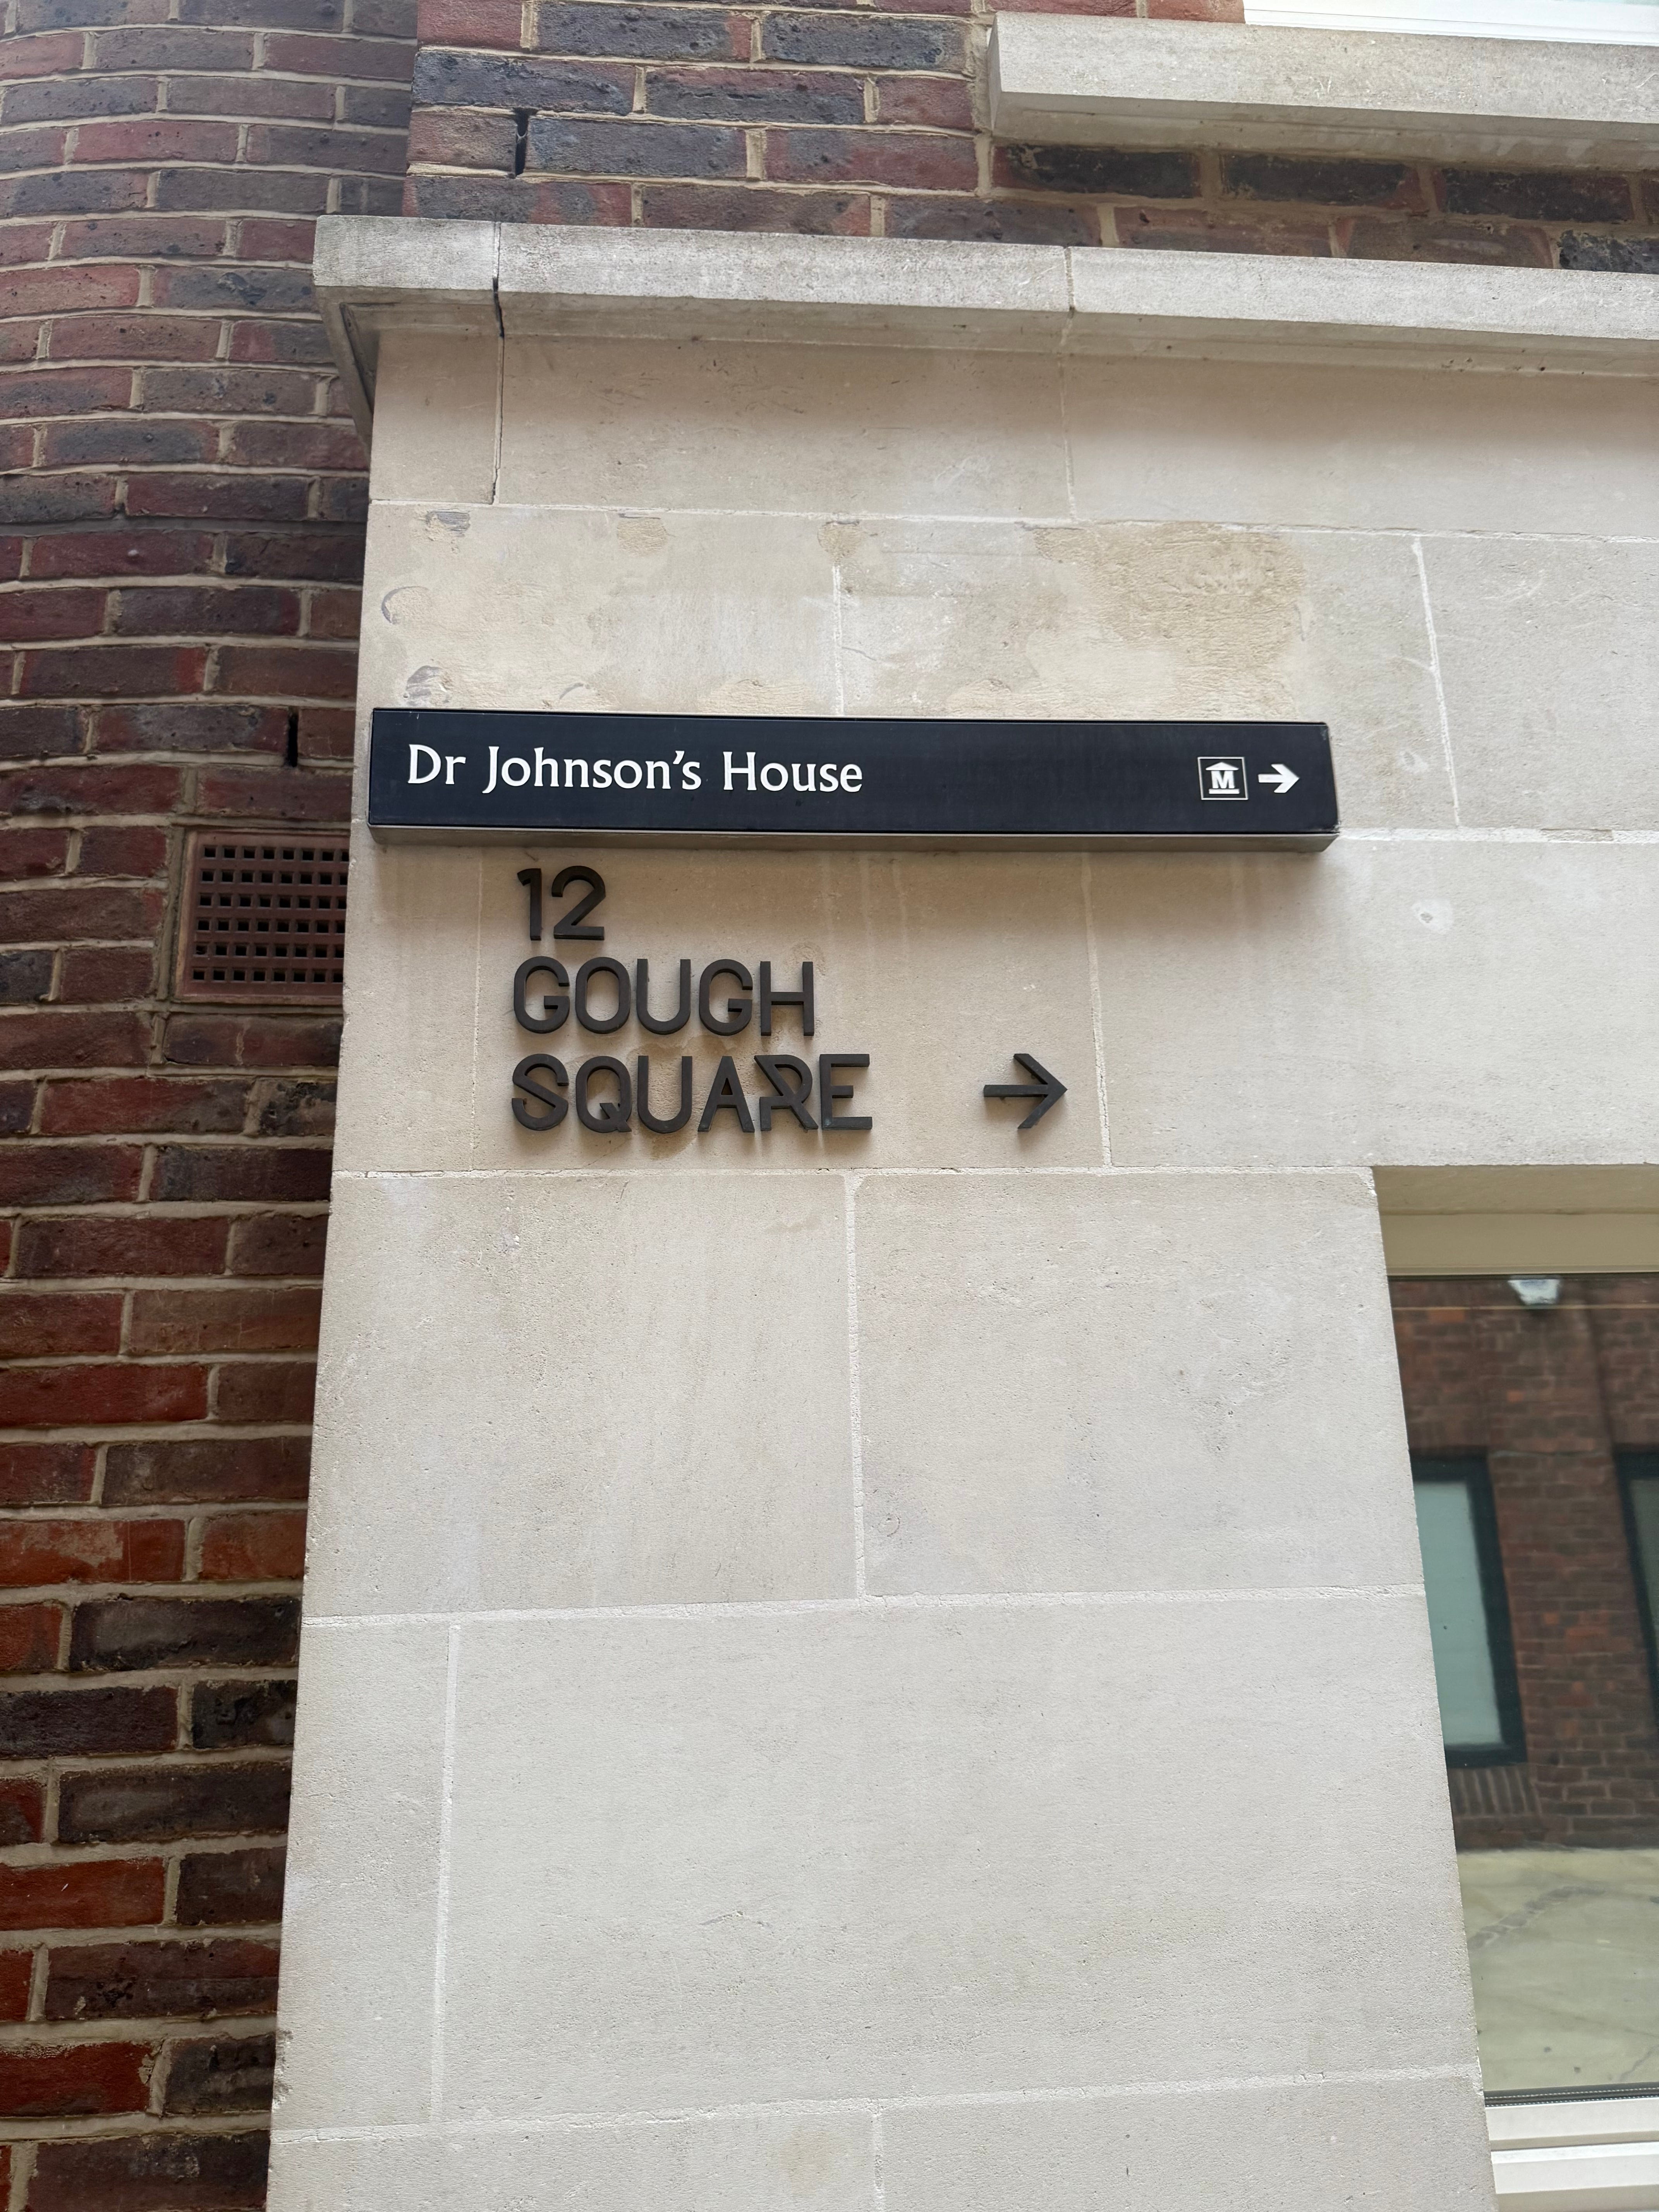 Dr Johnson's House M →
12
GOUGH
SQUARE →